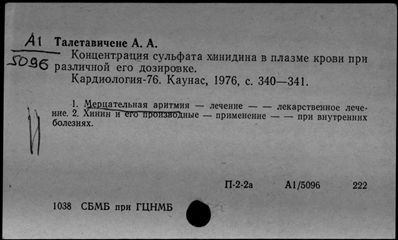 А1
5096
Талетавичене А. А.
Концентрация сульфата хинидина в плазме крови при
различной его дозировке.
Кардиология-76. Каунас, 1976, с. 340—341.
1. Мерцательная аритмия — лечение — — лекарственное лече-
ние. 2. Хинин и его производные — применение — — при внутренних
болезнях.
П-2-2а А1/5096 222
1038 СБМБ при ГЦНМБ